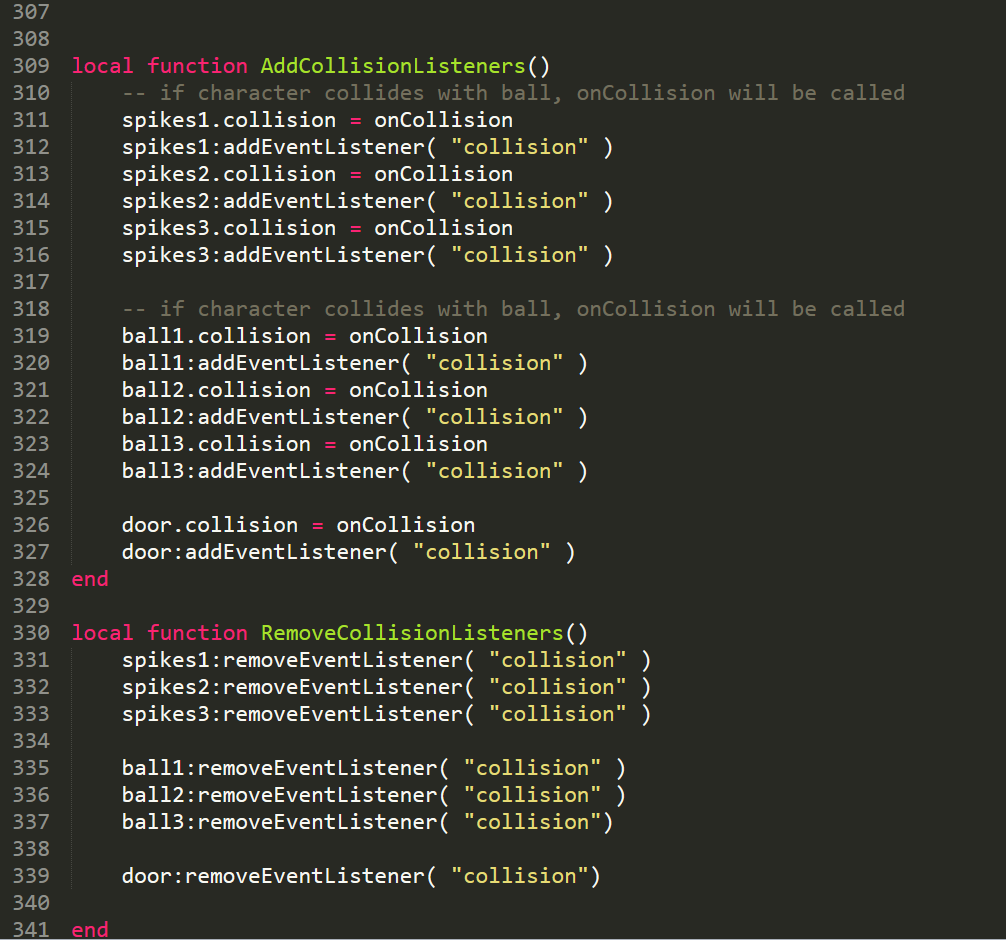 307
308
309 local function AddCollisionListeners()
310     -- if character collides with ball, onCollision will be called
311     spikes1.collision = onCollision
312     spikes1:addEventListener( "collision" )
313     spikes2.collision = onCollision
314     spikes2:addEventListener( "collision" )
315     spikes3.collision = onCollision
316     spikes3:addEventListener( "collision" )
317
318     -- if character collides with ball, onCollision will be called
319     ball1.collision = onCollision
320     ball1:addEventListener( "collision" )
321     ball2.collision = onCollision
322     ball2:addEventListener( "collision" )
323     ball3.collision = onCollision
324     ball3:addEventListener( "collision" )
325
326     door.collision = onCollision
327     door:addEventListener( "collision" )
328 end
329
330 local function RemoveCollisionListeners()
331     spikes1:removeEventListener( "collision" )
332     spikes2:removeEventListener( "collision" )
333     spikes3:removeEventListener( "collision" )
334
335     ball1:removeEventListener( "collision" )
336     ball2:removeEventListener( "collision" )
337     ball3:removeEventListener( "collision")
338
339     door:removeEventListener( "collision")
340
341 end